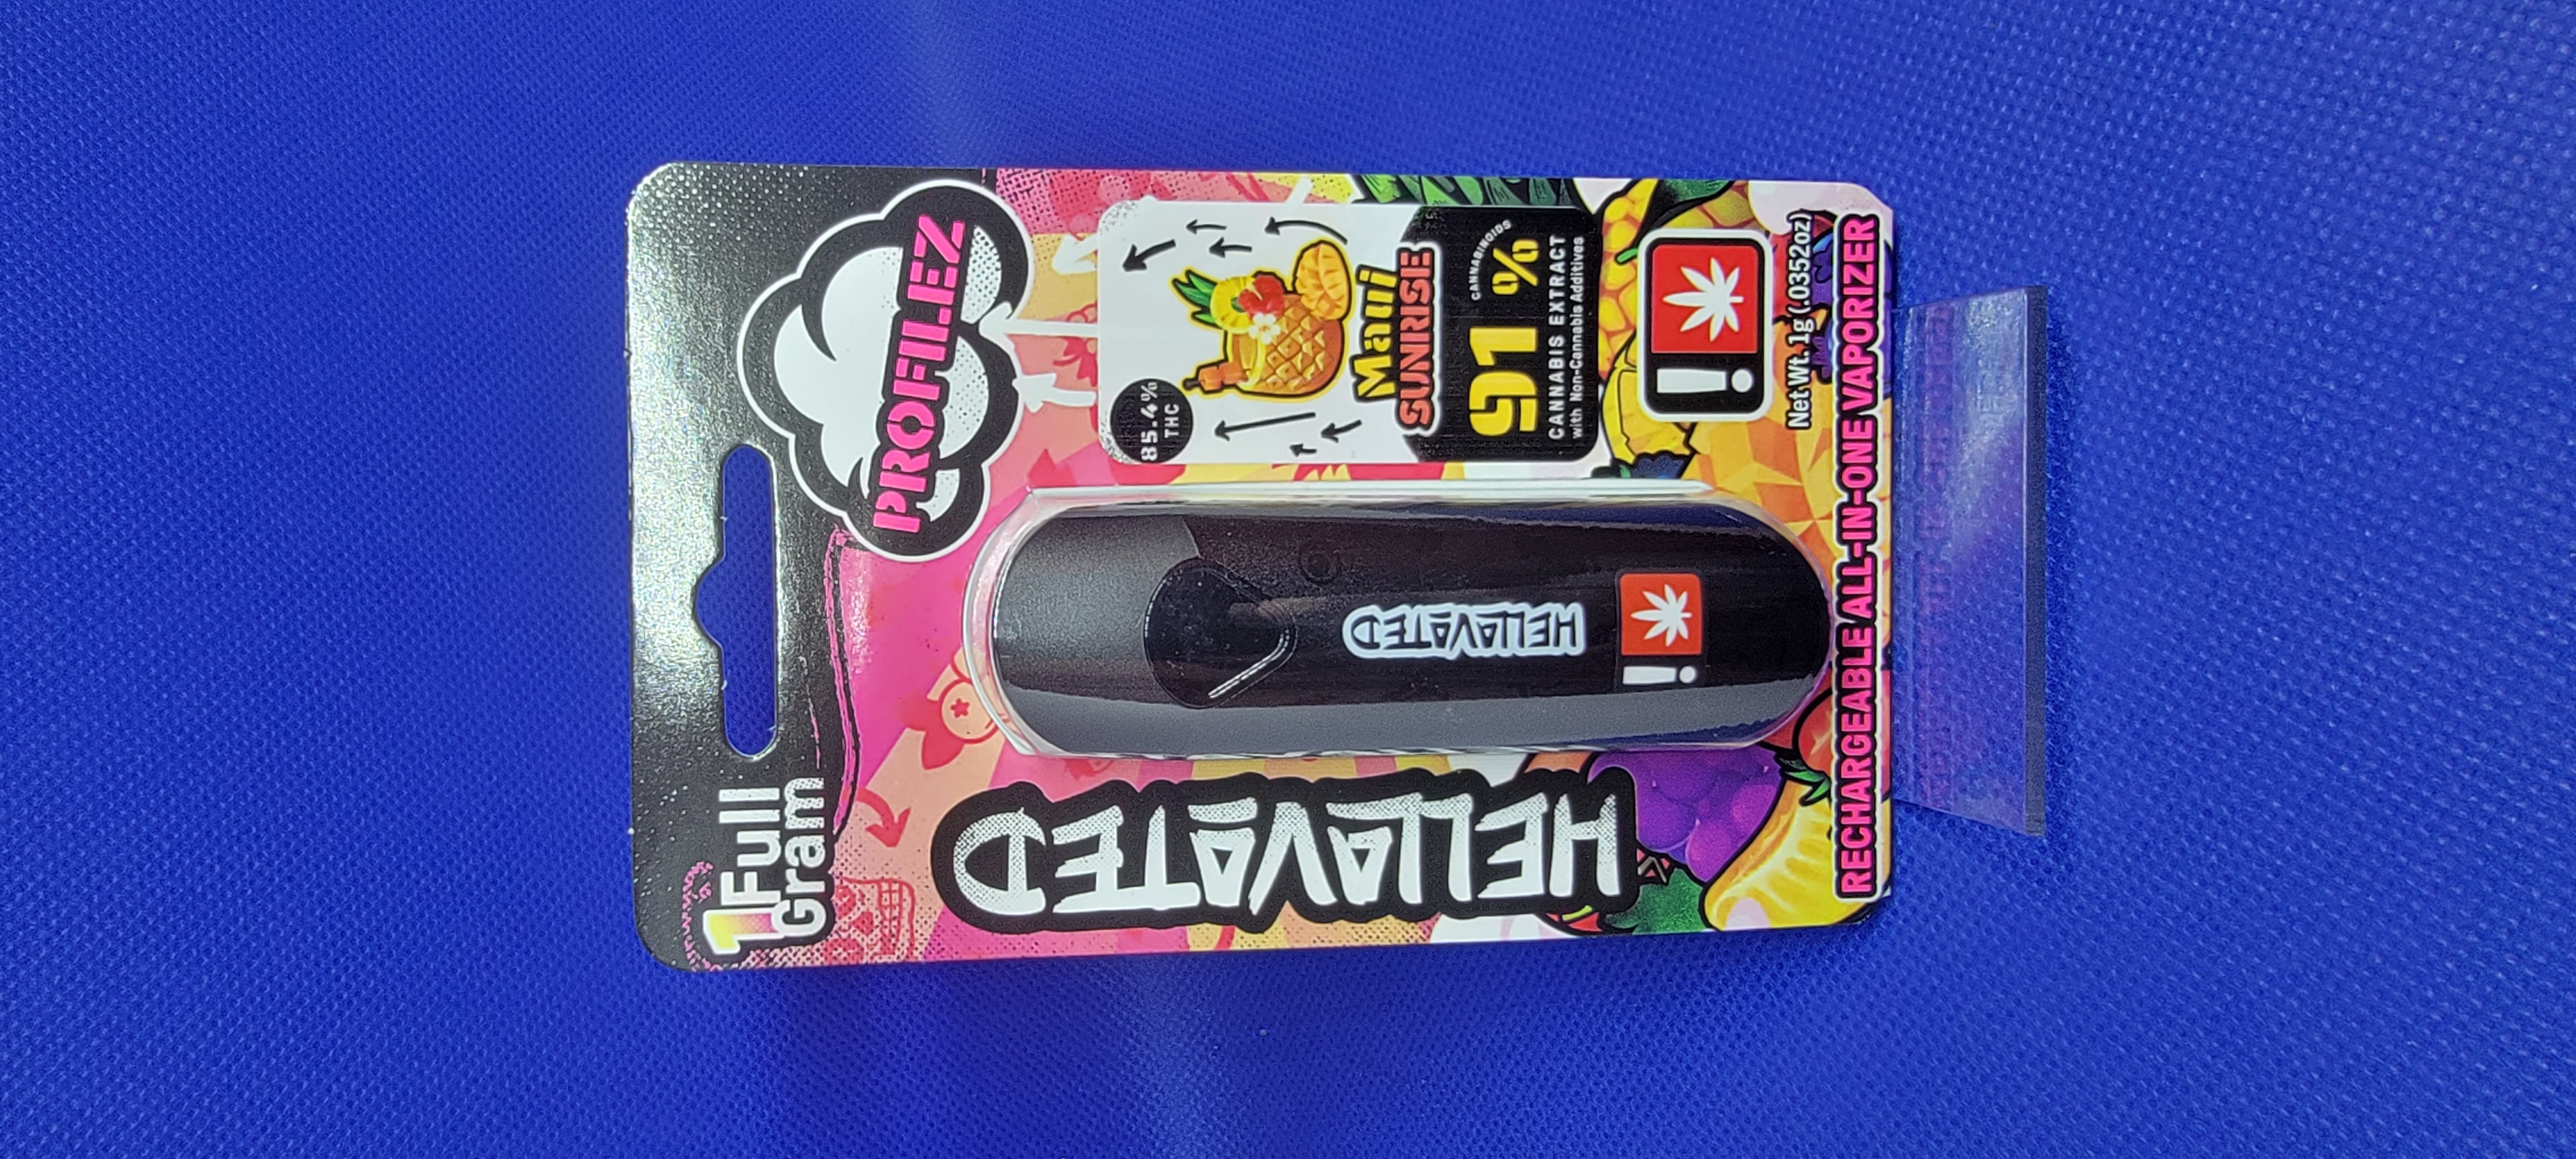 1 Full
Gram
PROFILEZ
HELLAVATED
HELLAVATED
!
85.4%
THC
Maui
SUNRISE
CANNABINOIDS
91%
CANNABIS EXTRACT
with Non-Cannabis Additives
!
Net Wt. 1g (.0352oz)
RECHARGEABLE ALL-IN-ONE VAPORIZER